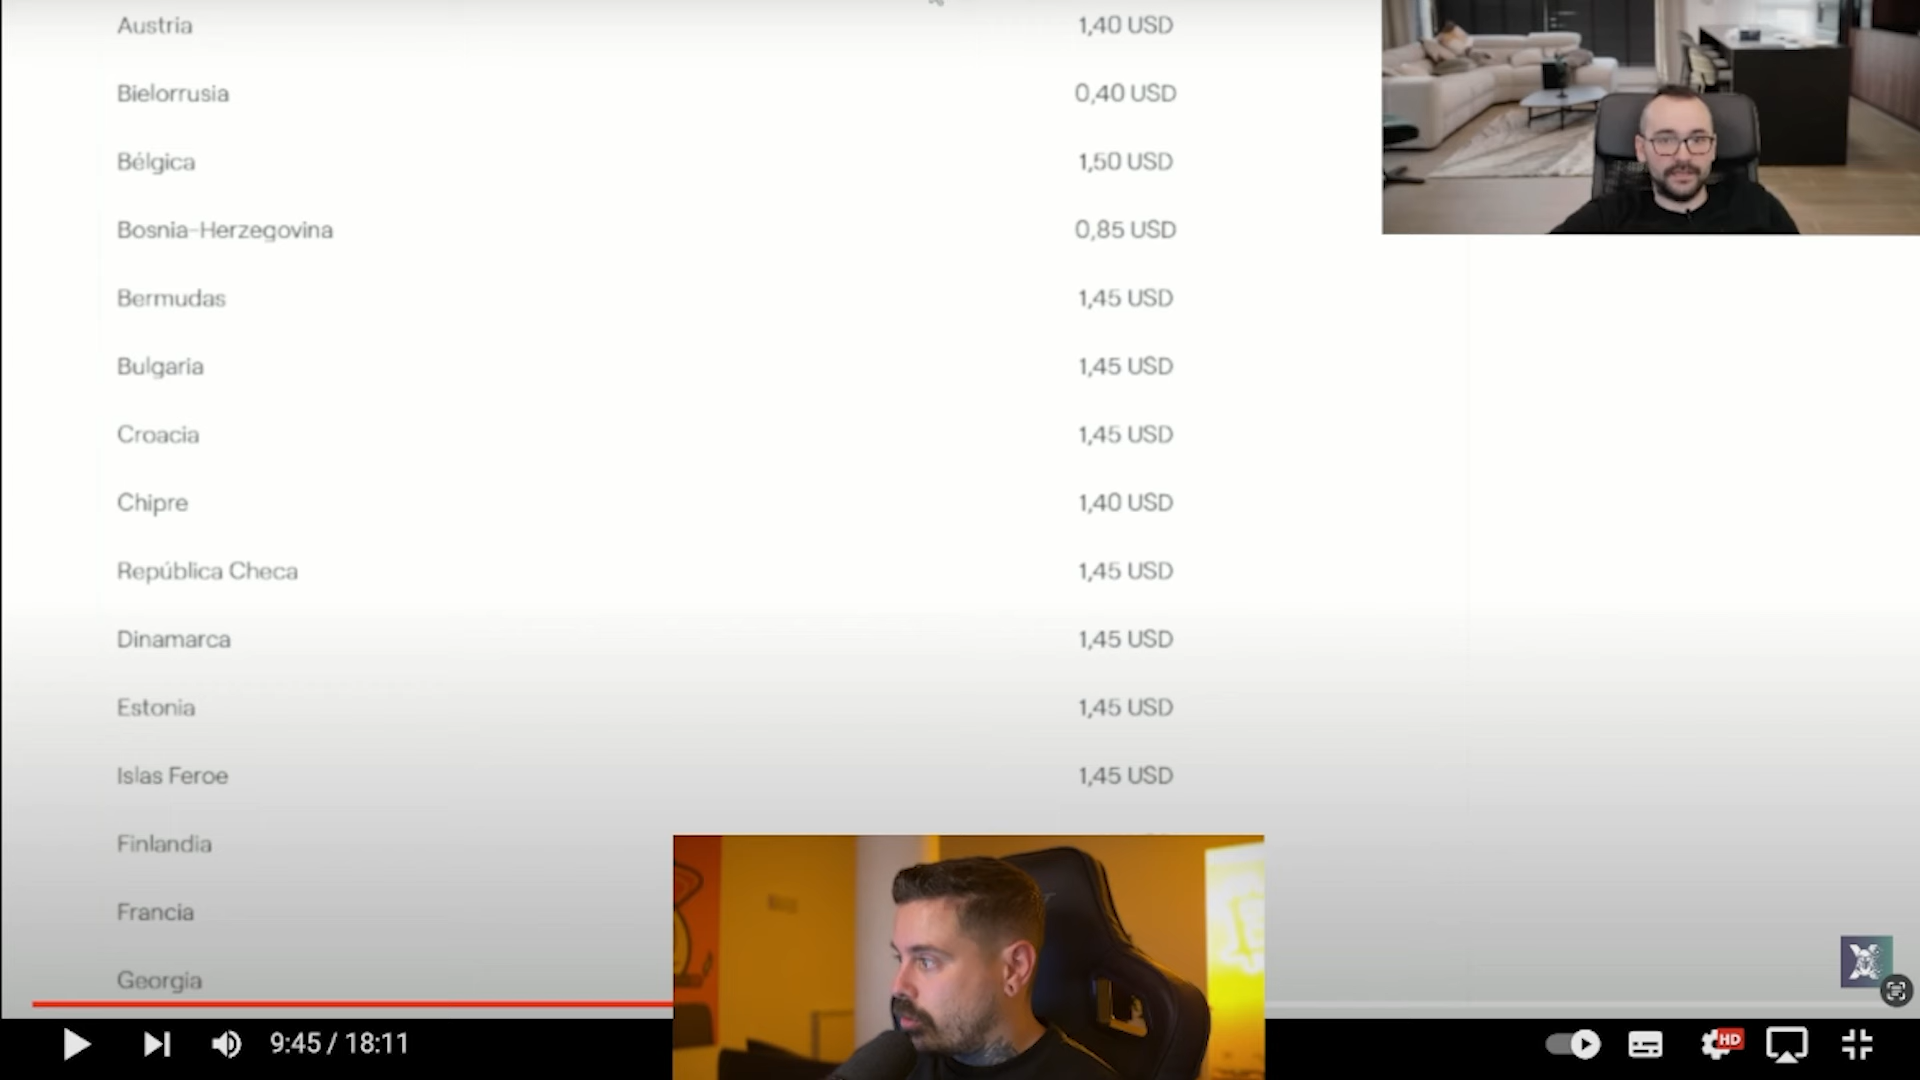 Austria 1,40 USD
Bielorrusia 0,40 USD
Bélgica 1,50 USD
Bosnia-Herzegovina 0,85 USD
Bermudas 1,45 USD
Bulgaria 1,45 USD
Croacia 1,45 USD
Chipre 1,40 USD
República Checa 1,45 USD
Dinamarca 1,45 USD
Estonia 1,45 USD
Islas Feroe 1,45 USD
Finlandia
Francia
Georgia
9:45 / 18:11
HD